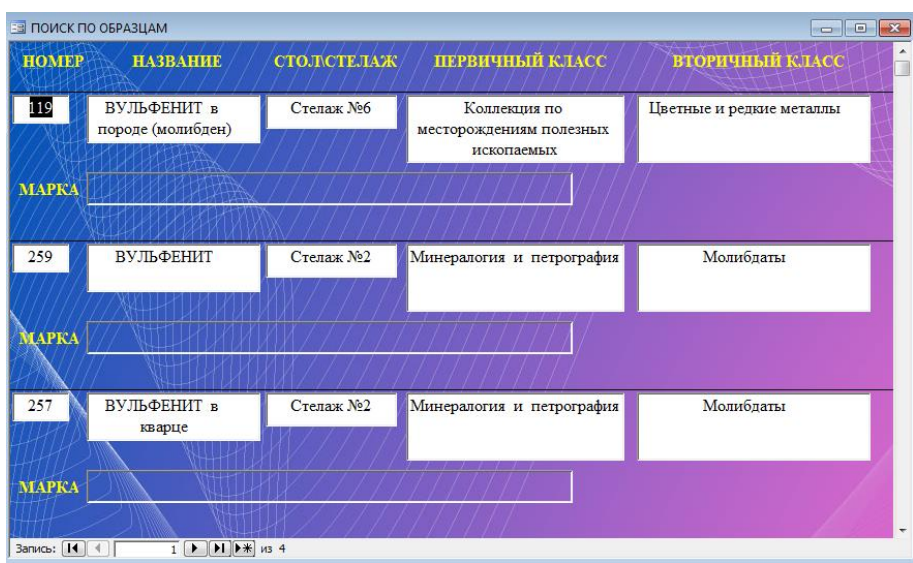 ПОИСК ПО ОБРАЗЦАМ
НОМЕР НАЗВАНИЕ СТОЛ\СТЕЛАЖ ПЕРВИЧНЫЙ КЛАСС ВТОРИЧНЫЙ КЛАСС
119 ВУЛЬФЕНИТ в Стелаж №6 Коллекция по Цветные и редкие металлы
породе (молибден) месторождениям полезных
ископаемых
МАРКА
259 ВУЛЬФЕНИТ Стелаж №2 Минералогия и петрография Молибдаты
МАРКА
257 ВУЛЬФЕНИТ в Стелаж №2 Минералогия и петрография Молибдаты
кварце
МАРКА
Запись: 1 из 4